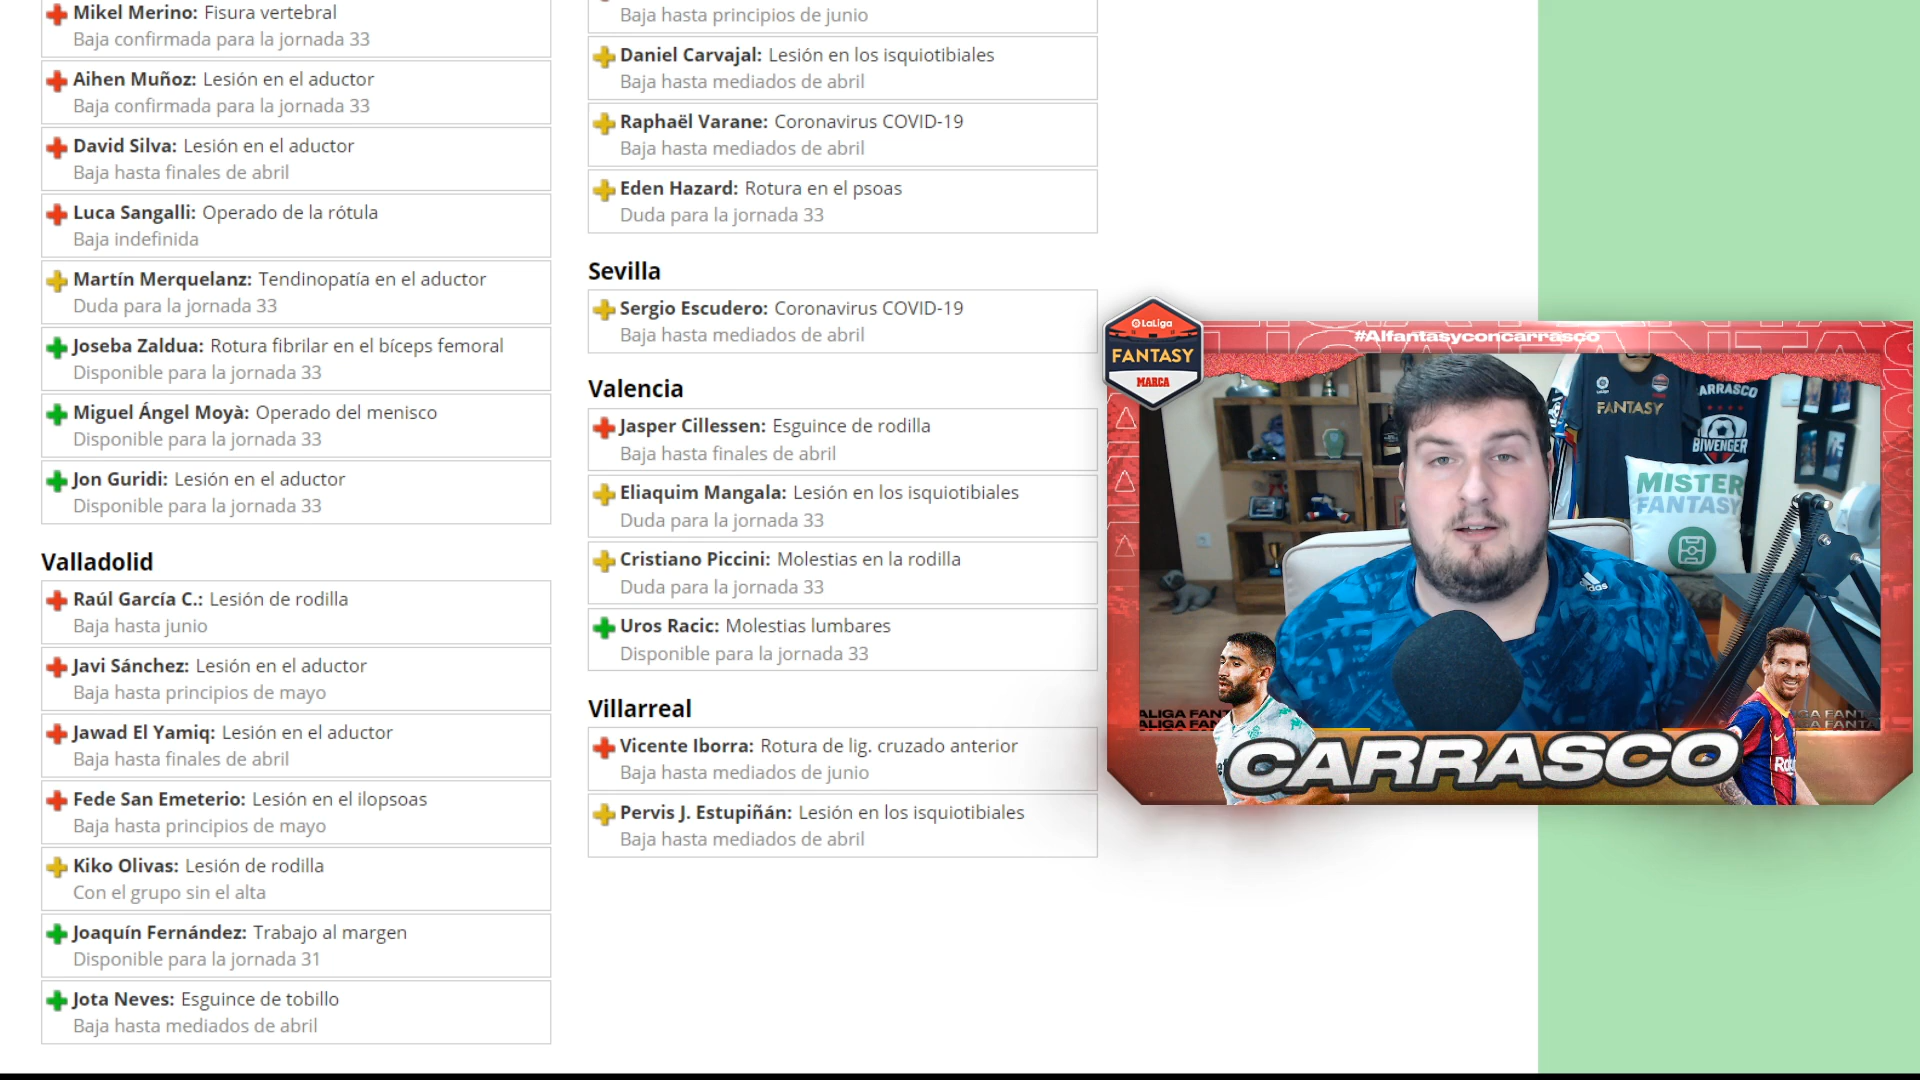 Mikel Merino: Fisura vertebral
Baja confirmada para la jornada 33
Aihen Muñoz: Lesión en el aductor
Baja confirmada para la jornada 33
David Silva: Lesión en el aductor
Baja hasta finales de abril
Luca Sangalli: Operado de la rótula
Baja indefinida
Martín Merquelanz: Tendinopatía en el aductor
Duda para la jornada 33
Joseba Zaldua: Rotura fibrilar en el bíceps femoral
Disponible para la jornada 33
Miguel Ángel Moyà: Operado del menisco
Disponible para la jornada 33
Jon Guridi: Lesión en el aductor
Disponible para la jornada 33
Valladolid
Raúl García C.: Lesión de rodilla
Baja hasta junio
Javi Sánchez: Lesión en el aductor
Baja hasta principios de mayo
Jawad El Yamiq: Lesión en el aductor
Baja hasta finales de abril
Fede San Emeterio: Lesión en el ilopsoas
Baja hasta principios de mayo
Kiko Olivas: Lesión de rodilla
Con el grupo sin el alta
Joaquín Fernández: Trabajo al margen
Disponible para la jornada 31
Jota Neves: Esguince de tobillo
Baja hasta mediados de abril
Baja hasta principios de junio
Daniel Carvajal: Lesión en los isquiotibiales
Baja hasta mediados de abril
Raphaël Varane: Coronavirus COVID-19
Baja hasta mediados de abril
Eden Hazard: Rotura en el psoas
Duda para la jornada 33
Sevilla
Sergio Escudero: Coronavirus COVID-19
Baja hasta mediados de abril
Valencia
Jasper Cillessen: Esguince de rodilla
Baja hasta finales de abril
Eliaquim Mangala: Lesión en los isquiotibiales
Duda para la jornada 33
Cristiano Piccini: Molestias en la rodilla
Duda para la jornada 33
Uros Racic: Molestias lumbares
Disponible para la jornada 33
Villarreal
Vicente Iborra: Rotura de lig. cruzado anterior
Baja hasta mediados de junio
Pervis J. Estupiñán: Lesión en los isquiotibiales
Baja hasta mediados de abril
LaLiga
FANTASY
MARCA
#Alfantasyconcarrasco
FANTASY
ARRASCO
BIWENGER
MISTER
FANTASY
adidas
ALIGA FANT
ALIGA FAN
CARRASCO